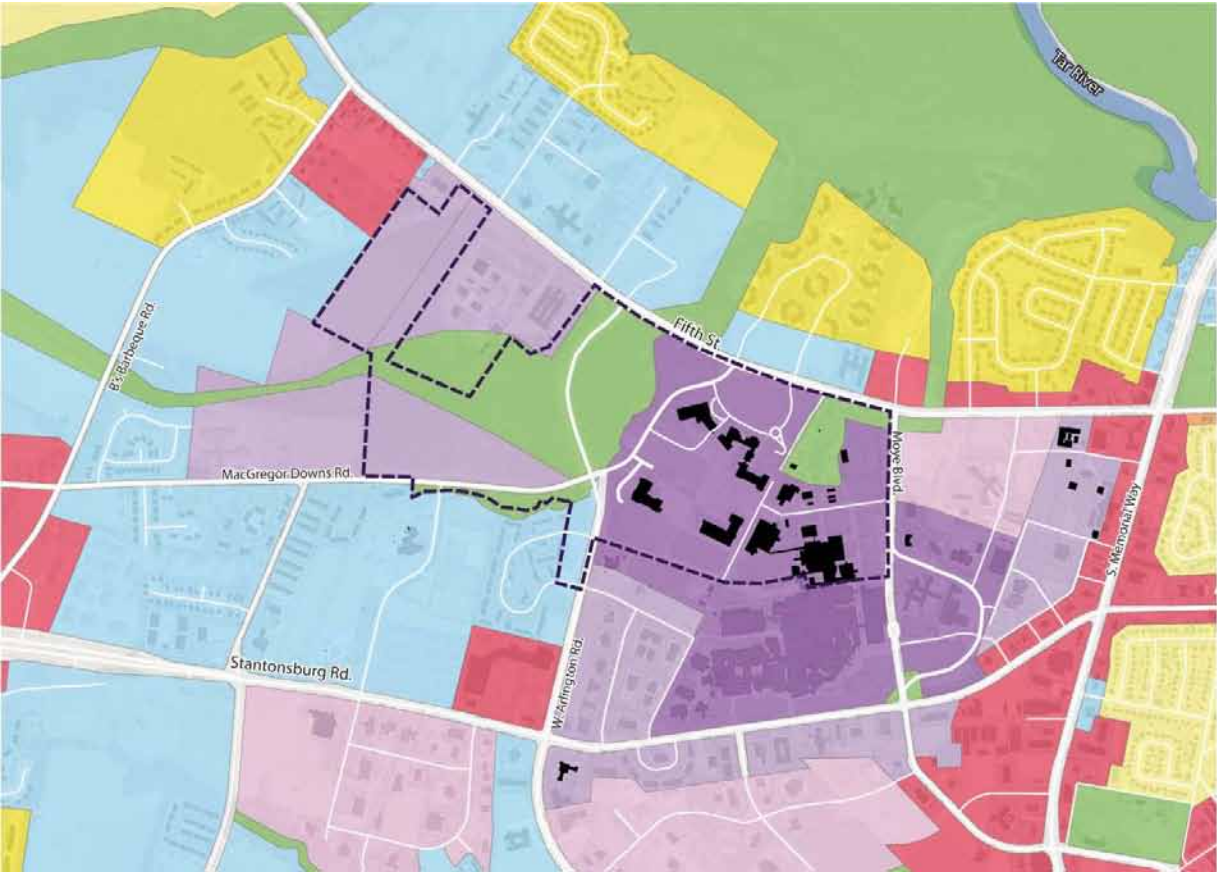 Tar River
B's Barbeque Rd.
Fifth St
MacGregor Downs Rd.
Moye Blvd.
S. Memorial Way
Stantonsburg Rd.
W. Arlington Rd.